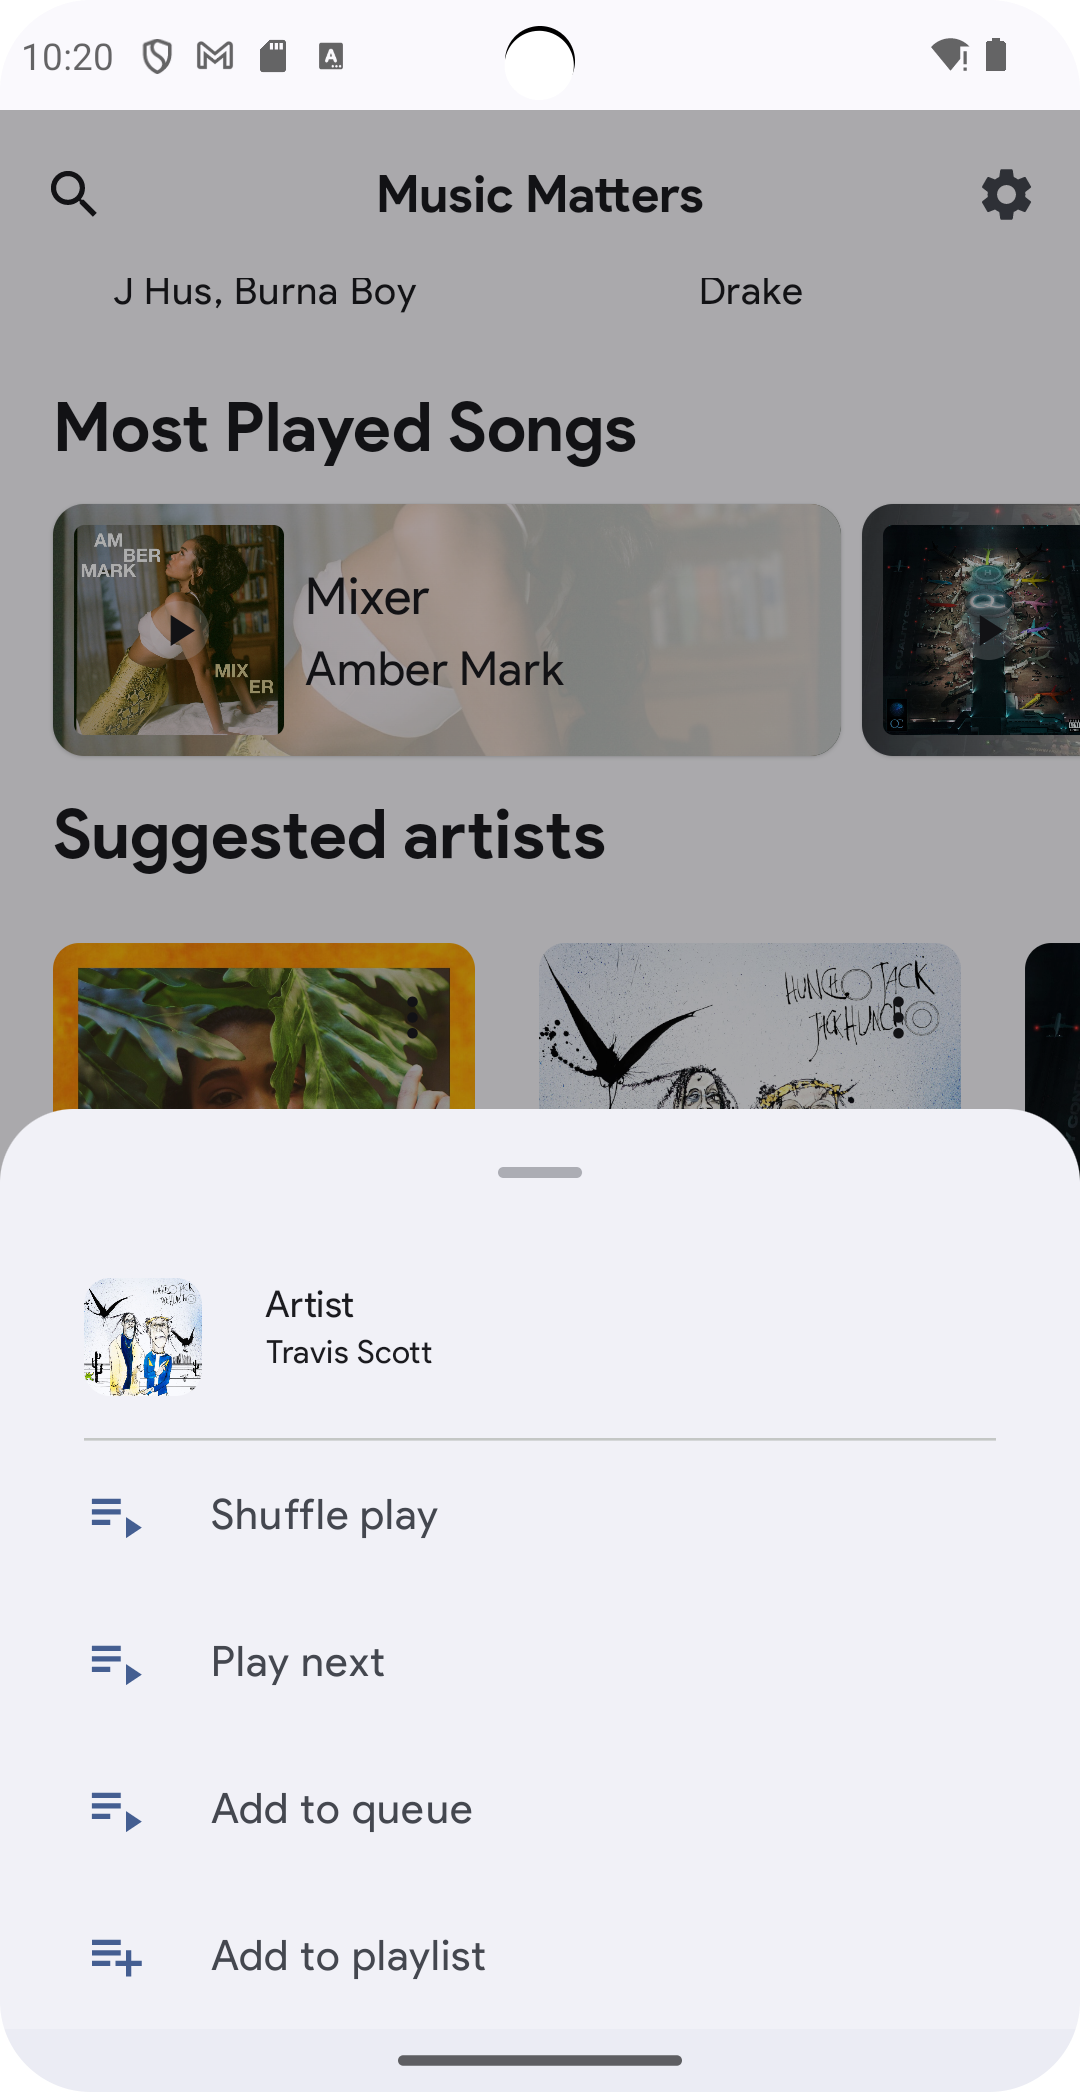 10:20
Music Matters
J Hus, Burna Boy
Drake
Most Played Songs
AM
BER
MARK
MIX
ER
Mixer
Amber Mark
Suggested artists
HUNCHO JACK
JACK HUNCHO
Artist
Travis Scott
Shuffle play
Play next
Add to queue
Add to playlist